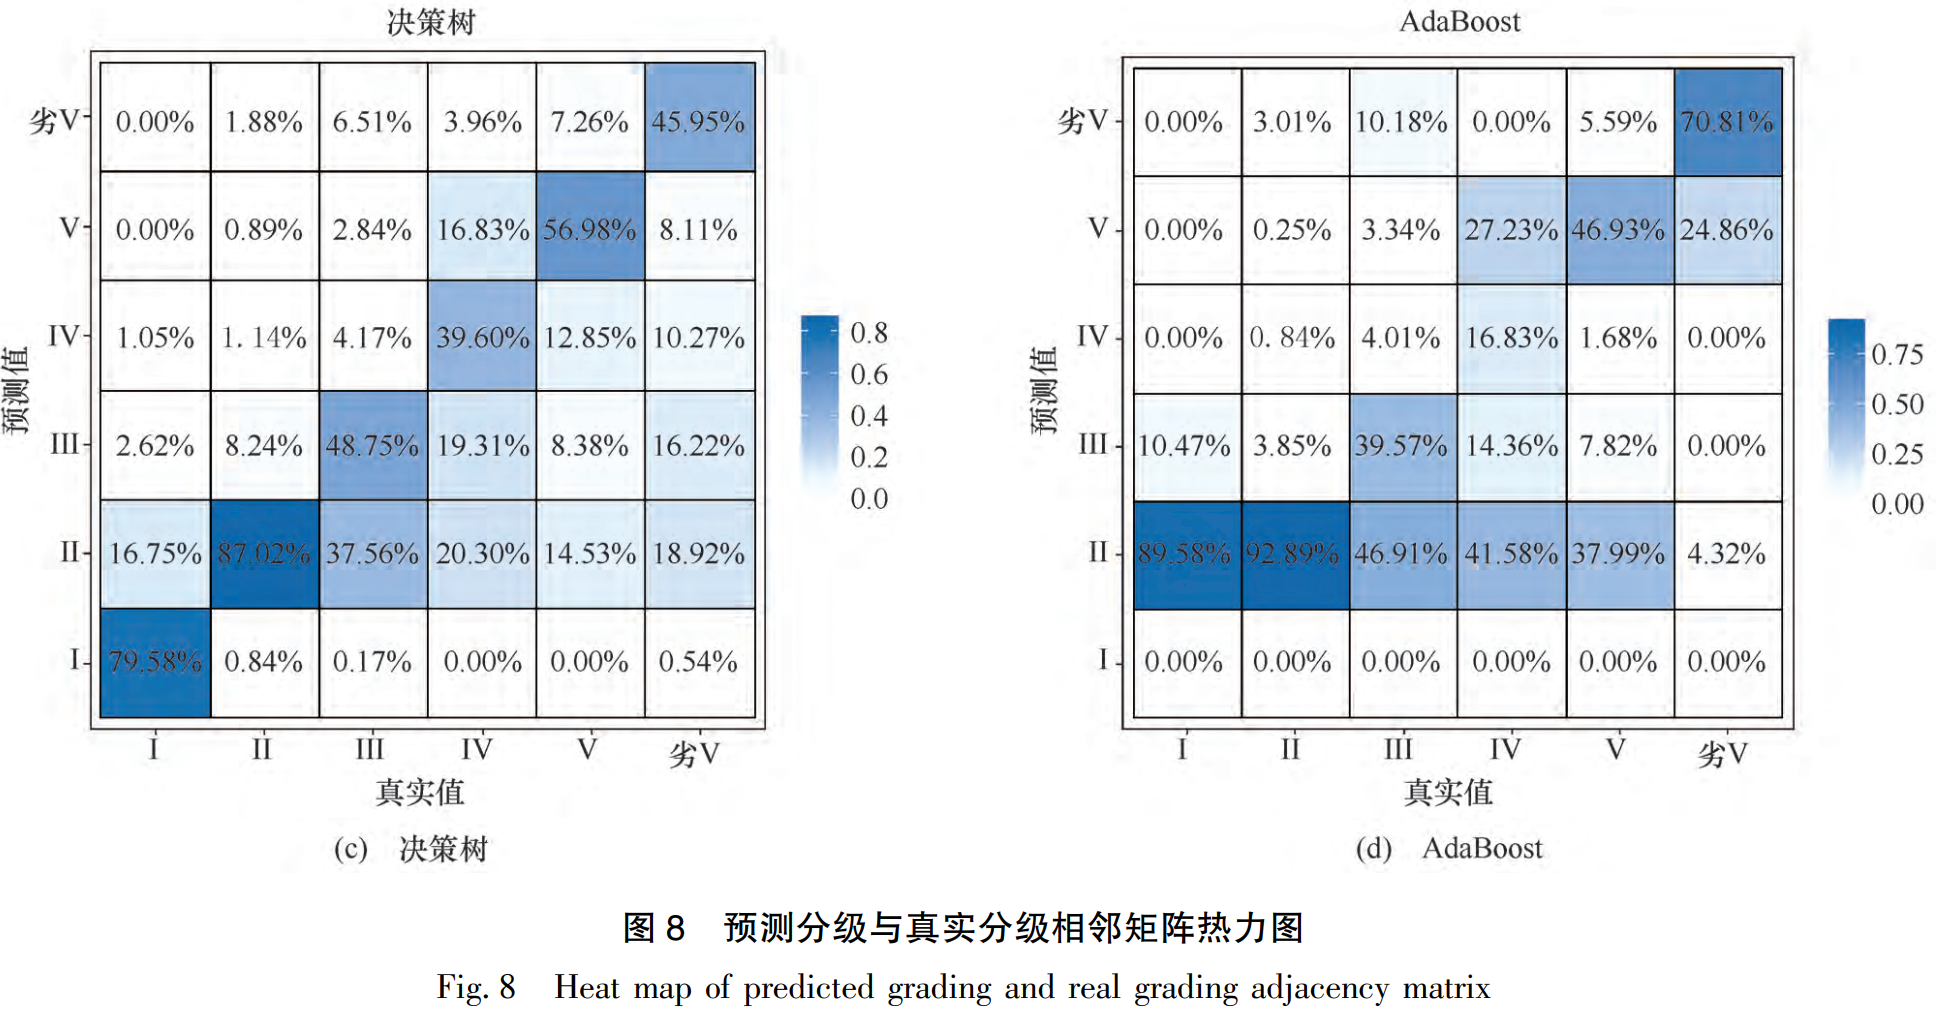 决策树
劣V 0.00% 1.88% 6.51% 3.96% 7.26% 45.95%
V 0.00% 0.89% 2.84% 16.83% 56.98% 8.11%
IV 1.05% 1.14% 4.17% 39.60% 12.85% 10.27%
III 2.62% 8.24% 48.75% 19.31% 8.38% 16.22%
II 16.75% 87.02% 37.56% 20.30% 14.53% 18.92%
I 79.58% 0.84% 0.17% 0.00% 0.00% 0.54%
I II III IV V 劣V
预测值
真实值
0.8
0.6
0.4
0.2
0.0
(c) 决策树
AdaBoost
劣V 0.00% 3.01% 10.18% 0.00% 5.59% 70.81%
V 0.00% 0.25% 3.34% 27.23% 46.93% 24.86%
IV 0.00% 0.84% 4.01% 16.83% 1.68% 0.00%
III 10.47% 3.85% 39.57% 14.36% 7.82% 0.00%
II 89.58% 92.89% 46.91% 41.58% 37.99% 4.32%
I 0.00% 0.00% 0.00% 0.00% 0.00% 0.00%
I II III IV V 劣V
预测值
真实值
0.75
0.50
0.25
0.00
(d) AdaBoost
图 8 预测分级与真实分级相邻矩阵热力图
Fig. 8 Heat map of predicted grading and real grading adjacency matrix